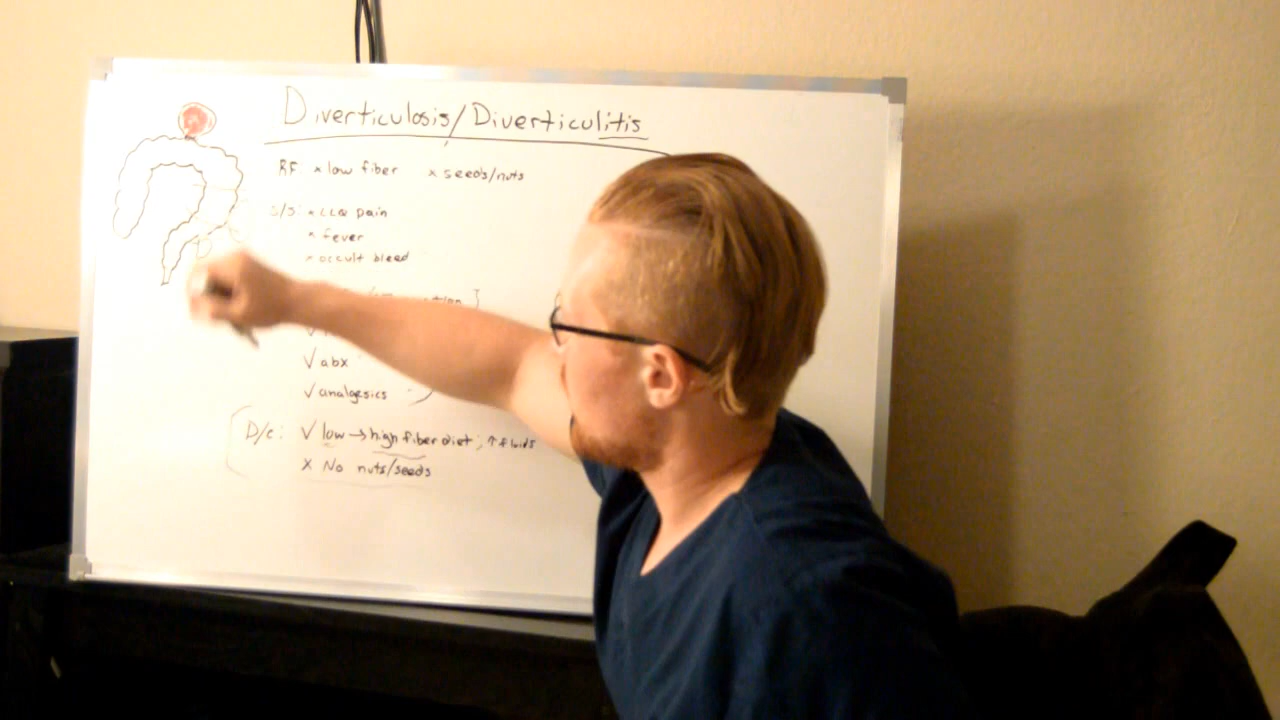 Diverticulosis/Diverticulitis
RF: × low fiber × seeds/nuts
S/S: × LLQ pain
× fever
× occult bleed
√ abx
√ analgesics
D/c: √ low → high fiber diet; ↑ fluids
× No nuts/seeds